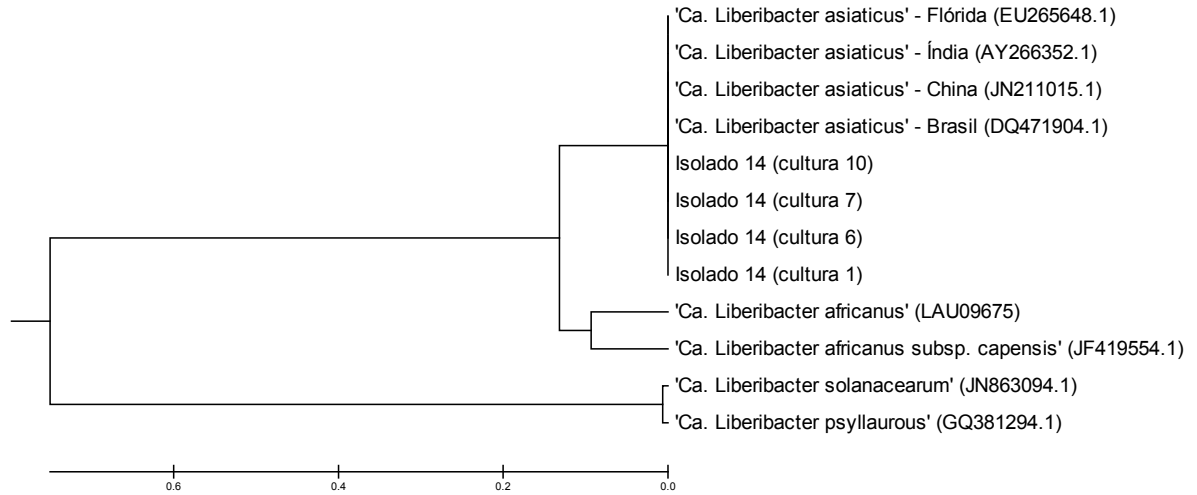 'Ca. Liberibacter asiaticus' - Flórida (EU265648.1)
'Ca. Liberibacter asiaticus' - Índia (AY266352.1)
'Ca. Liberibacter asiaticus' - China (JN211015.1)
'Ca. Liberibacter asiaticus' - Brasil (DQ471904.1)
Isolado 14 (cultura 10)
Isolado 14 (cultura 7)
Isolado 14 (cultura 6)
Isolado 14 (cultura 1)
'Ca. Liberibacter africanus' (LAU09675)
'Ca. Liberibacter africanus subsp. capensis' (JF419554.1)
'Ca. Liberibacter solanacearum' (JN863094.1)
'Ca. Liberibacter psyllaurous' (GQ381294.1)
0.6 0.4 0.2 0.0